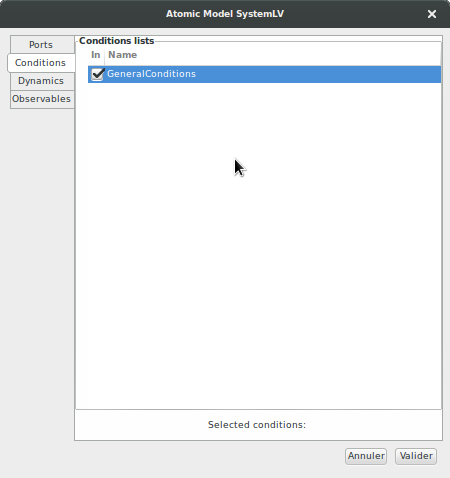 Atomic Model SystemLV
Ports
Conditions
Dynamics
Observables
Conditions lists
In Name
GeneralConditions
Selected conditions:
Annuler Valider